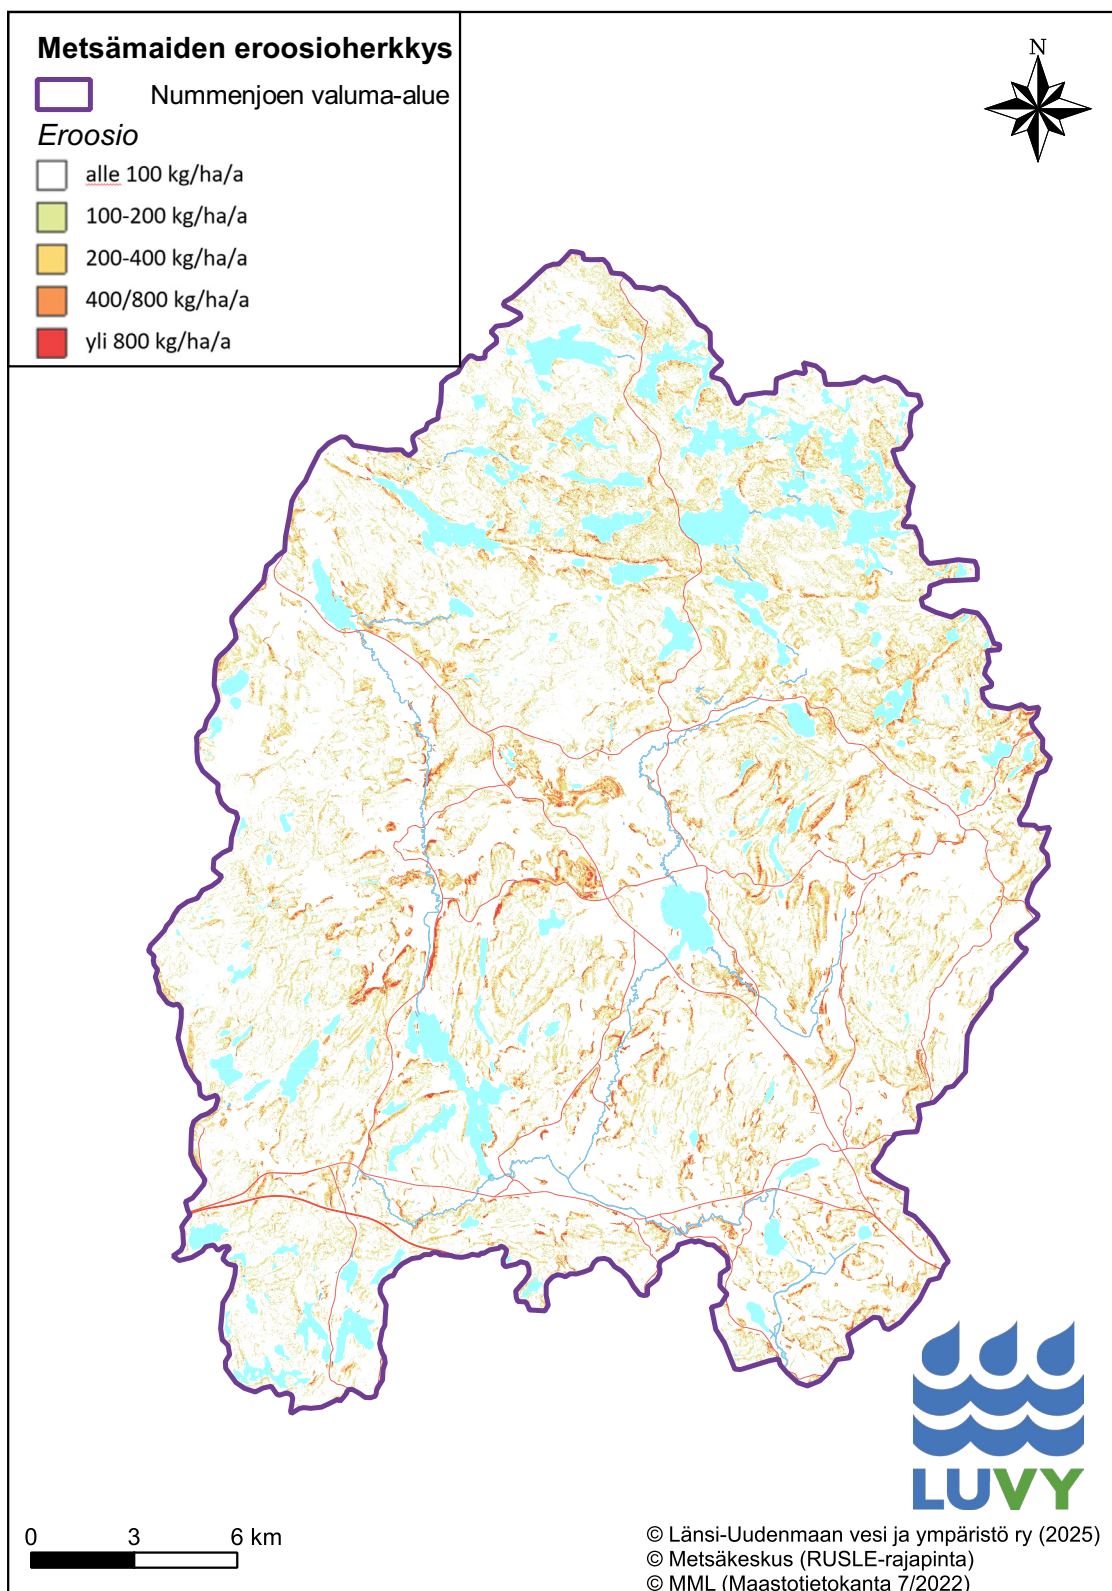 Metsämaiden eroosioherkkys
Nummenjoen valuma-alue
Eroosio
alle 100 kg/ha/a
100-200 kg/ha/a
200-400 kg/ha/a
400/800 kg/ha/a
yli 800 kg/ha/a
N
LUVY
0 3 6 km
© Länsi-Uudenmaan vesi ja ympäristö ry (2025)
© Metsäkeskus (RUSLE-rajapinta)
© MML (Maastotietokanta 7/2022)